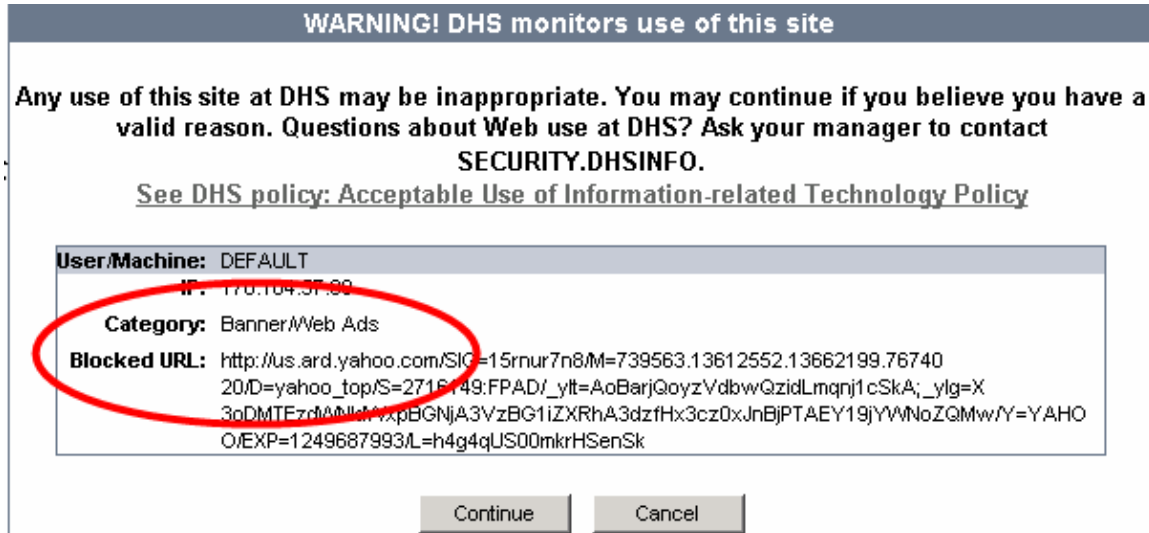 WARNING! DHS monitors use of this site
Any use of this site at DHS may be inappropriate. You may continue if you believe you have a
valid reason. Questions about Web use at DHS? Ask your manager to contact
SECURITY.DHSINFO.
See DHS policy: Acceptable Use of Information-related Technology Policy
User/Machine: DEFAULT
IP:
Category: Banner/Web Ads
Blocked URL: http://us.ard.yahoo.com/SIG=15rnur7n8/M=739563.13612552.13662199.76740
20/D=yahoo_top/S=2716149:FPAD/_ylt=AoBarjQoyzVdbwQzidLmqnj1cSkA;_ylg=X
O/EXP=1249687993/L=h4g4qUS00mkrHSenSk
Continue Cancel